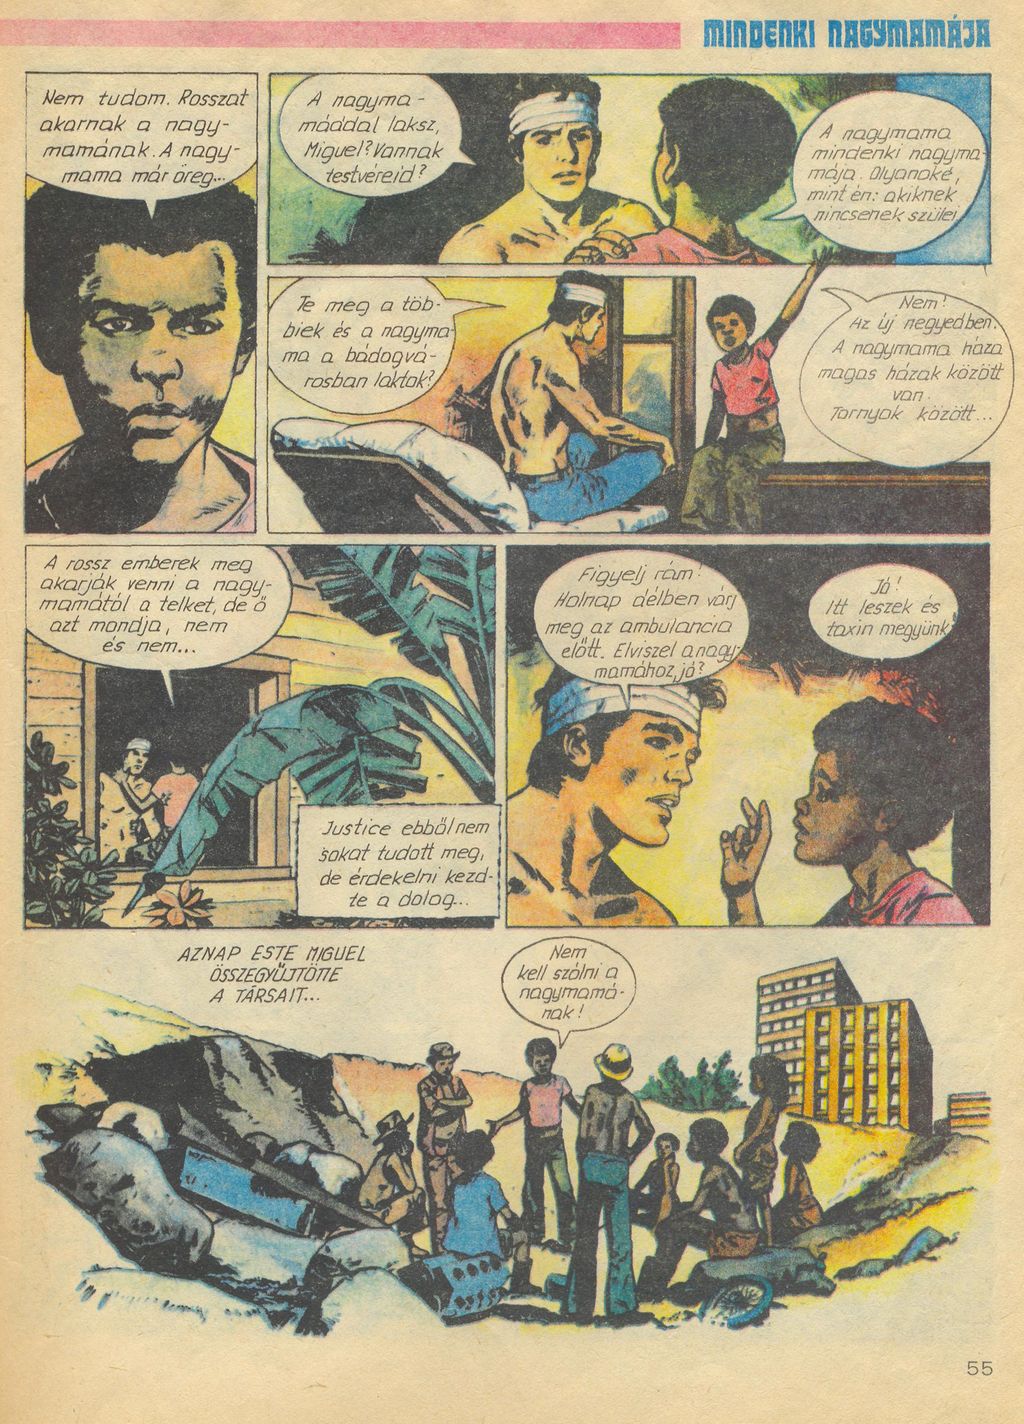 MINDENKI NAGYMAMÁJA
Nem tudom. Rosszat
akarnak a nagy-
mamának. A nagy-
mama már öreg...
A nagyma-
máddal laksz,
Miguel? Vannak
testvéreid?
A nagymama
mindenki nagyma-
mája. Olyanoké,
mint én: akiknek
nincsenek szülei.
Te meg a töb-
biek és a nagyma-
ma a bádogvá-
rosban laktok?
Nem!
Az új negyedben.
A nagymama háza
magas házak között
van.
Tornyok között...
A rossz emberek meg
akarják venni a nagy-
mamától a telket, de ő
azt mondja, nem
és nem...
Justice ebből nem
sokat tudott meg,
de érdekelni kezd-
te a dolog...
Figyelj rám!
Holnap délben várj
meg az ambulancia
előtt. Elviszel a nagy-
mamához, jó?
Jó!
Itt leszek és
taxin megyünk!
AZNAP ESTE MIGUEL
ÖSSZEGYŰJTÖTTE
A TÁRSAIT...
Nem
kell szólni a
nagymamá-
nak!
55